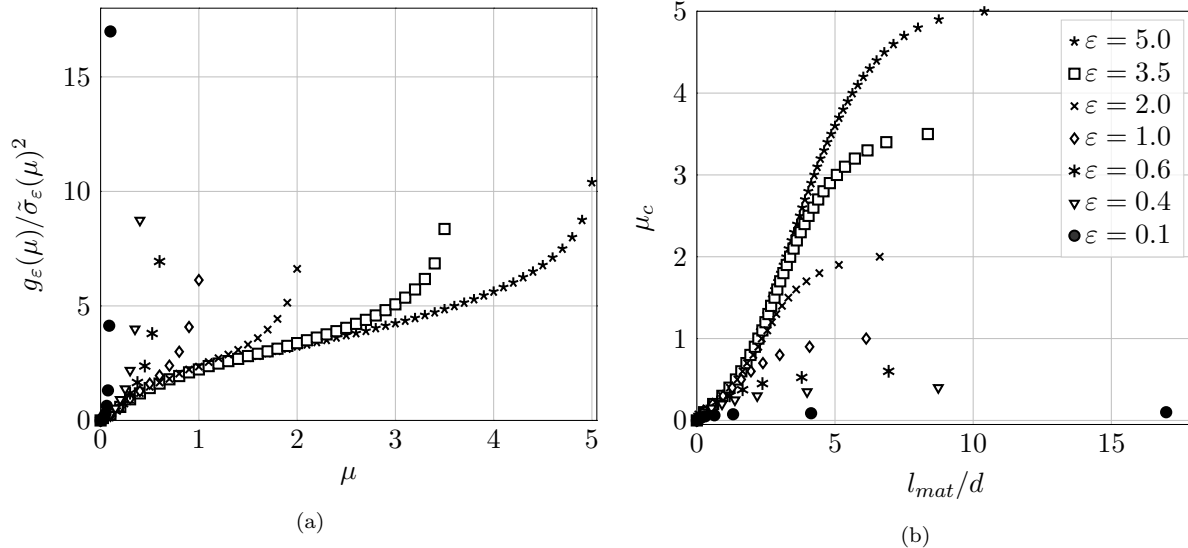 g_ε(μ)/σ̃_ε(μ)²
17
10
5
0
0
1
2
3
4
5
μ
(a)
μ_c
5
4
3
2
1
0
0
5
10
15
l_mat/d
ε = 5.0
ε = 3.5
ε = 2.0
ε = 1.0
ε = 0.6
ε = 0.4
ε = 0.1
(b)